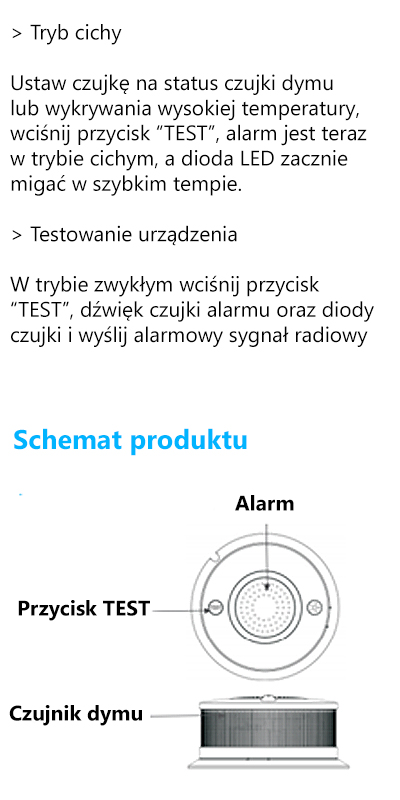 > Tryb cichy
Ustaw czujkę na status czujki dymu
lub wykrywania wysokiej temperatury,
wciśnij przycisk “TEST”, alarm jest teraz
w trybie cichym, a dioda LED zacznie
migać w szybkim tempie.
> Testowanie urządzenia
W trybie zwykłym wciśnij przycisk
“TEST”, dźwięk czujki alarmu oraz diody
czujki i wyślij alarmowy sygnał radiowy
Schemat produktu
Alarm
Przycisk TEST
Czujnik dymu